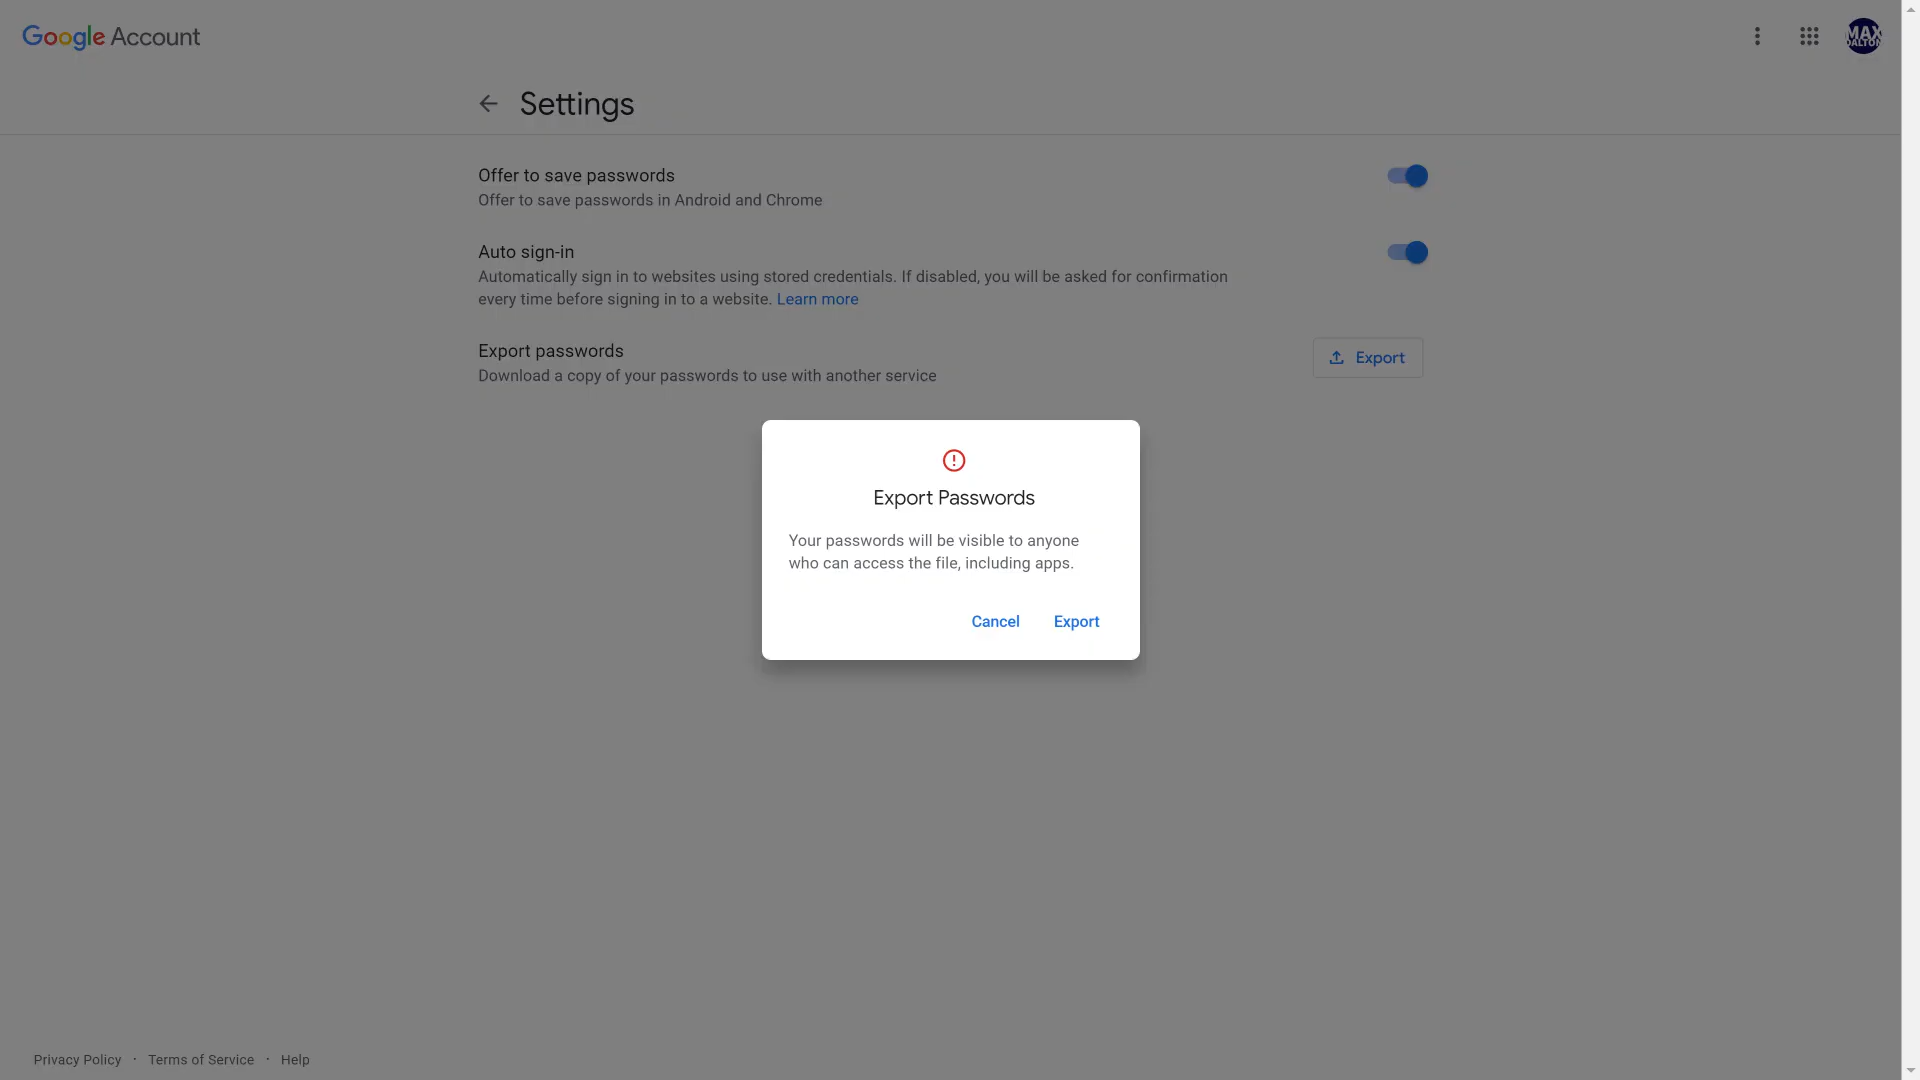 Google Account
MAX
DALTON
Settings
Offer to save passwords
Offer to save passwords in Android and Chrome
Auto sign-in
Automatically sign in to websites using stored credentials. If disabled, you will be asked for confirmation
every time before signing in to a website. Learn more
Export passwords
Export
Download a copy of your passwords to use with another service
Export Passwords
Your passwords will be visible to anyone
who can access the file, including apps.
Cancel Export
Privacy Policy · Terms of Service · Help